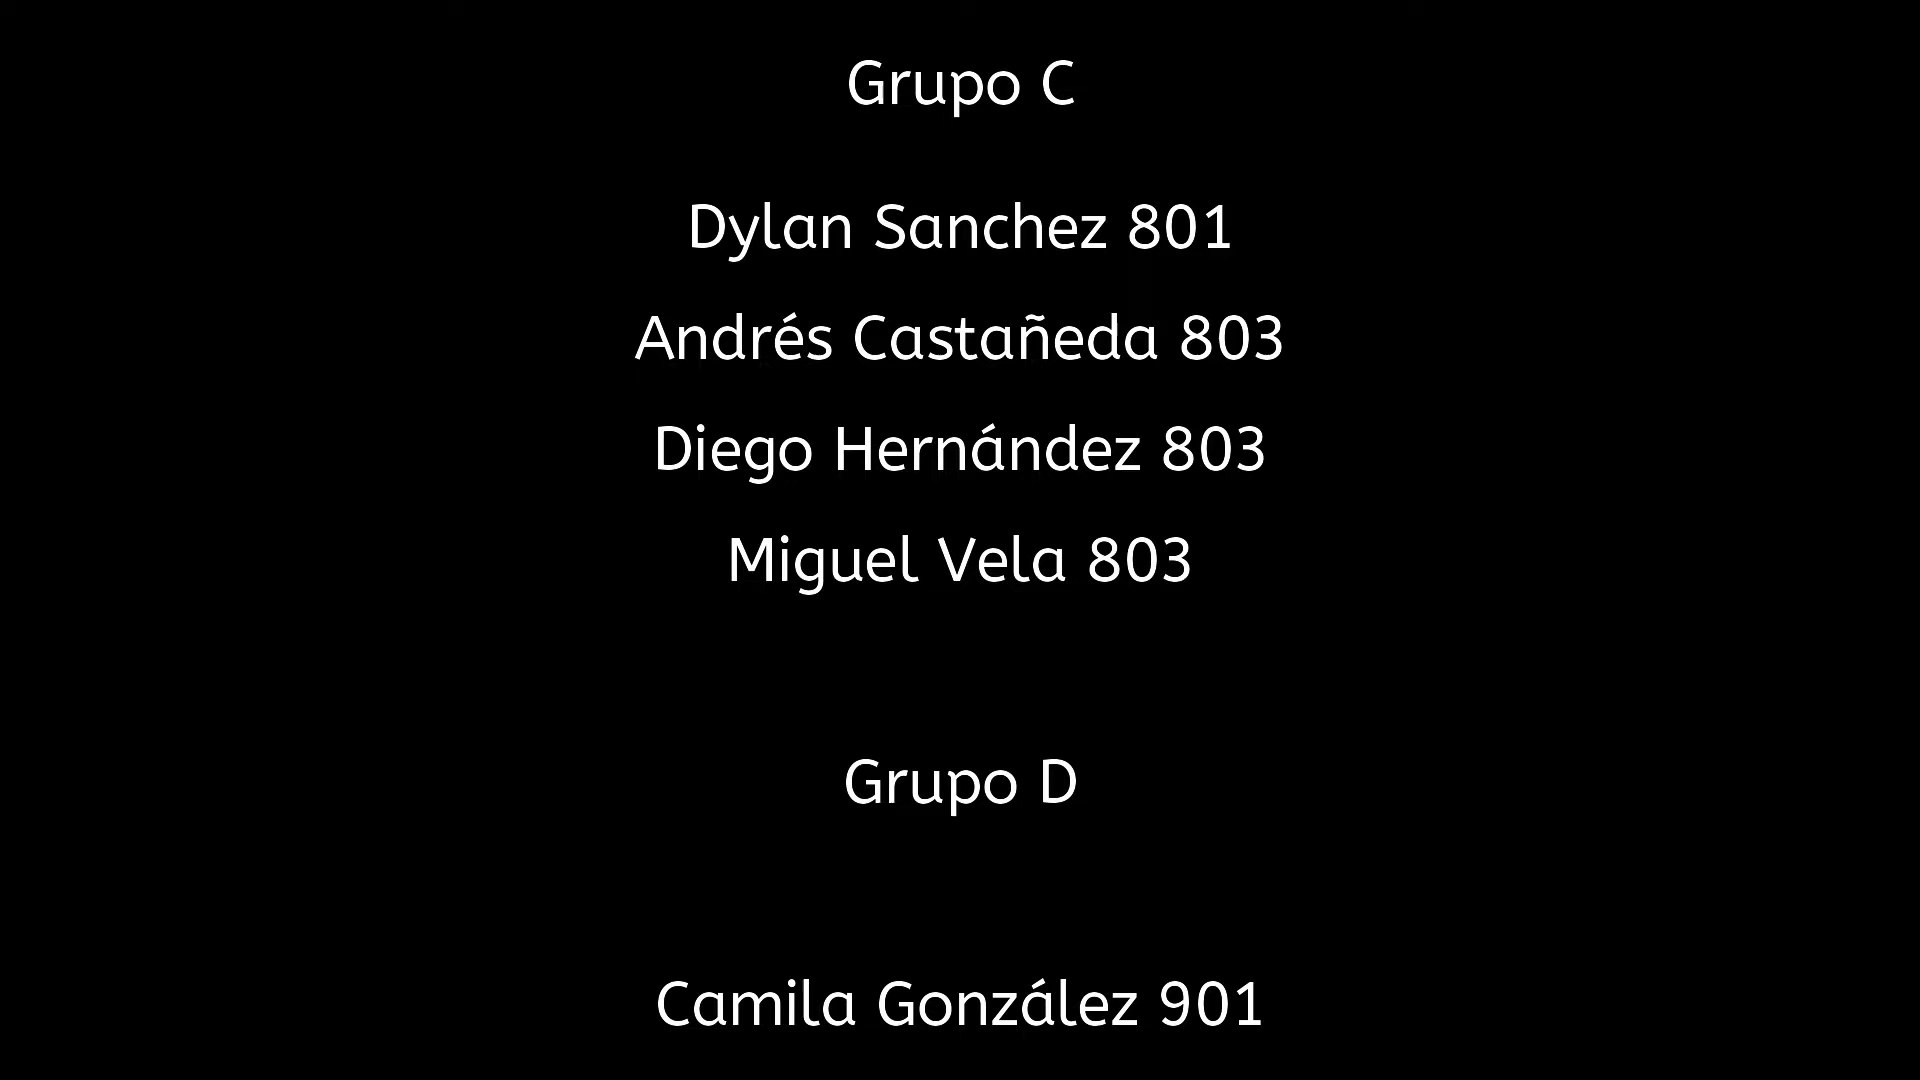 Grupo C
Dylan Sanchez 801
Andrés Castañeda 803
Diego Hernández 803
Miguel Vela 803
Grupo D
Camila González 901